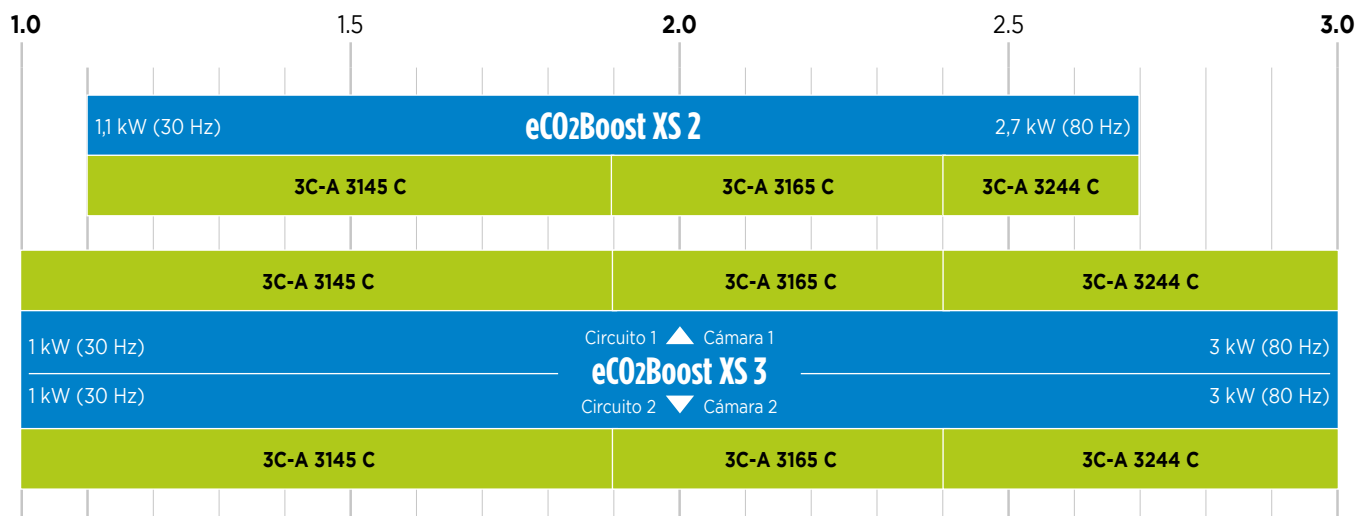 1.0 1.5 2.0 2.5 3.0
1,1 kW (30 Hz) eCO2Boost XS 2 2,7 kW (80 Hz)
3C-A 3145 C 3C-A 3165 C 3C-A 3244 C
3C-A 3145 C 3C-A 3165 C 3C-A 3244 C
Circuito 1 ▲ Cámara 1
1 kW (30 Hz) 3 kW (80 Hz)
eCO2Boost XS 3
1 kW (30 Hz) 3 kW (80 Hz)
Circuito 2 ▼ Cámara 2
3C-A 3145 C 3C-A 3165 C 3C-A 3244 C